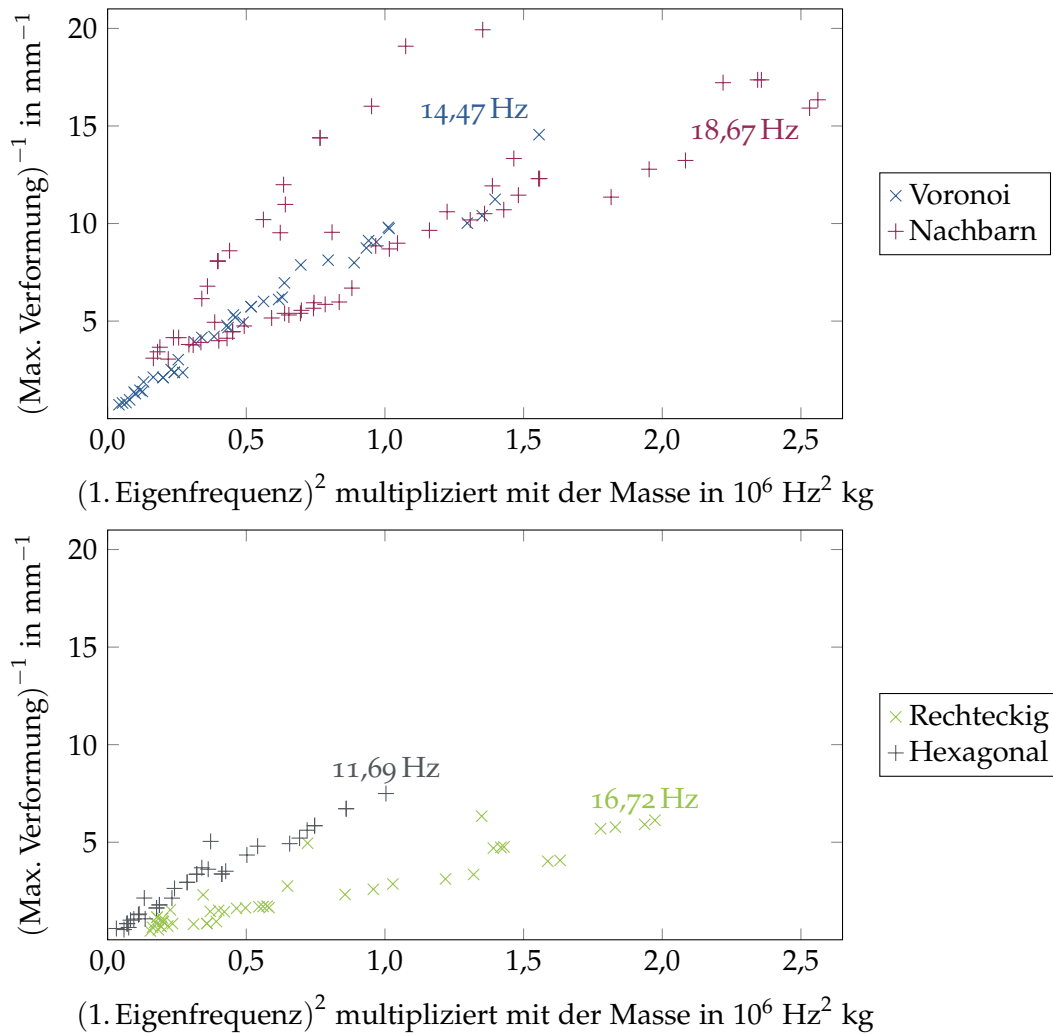 20
15
10
5
0,0 0,5 1,0 1,5 2,0 2,5
(Max. Verformung)⁻¹ in mm⁻¹
14,47 Hz
18,67 Hz
Voronoi
Nachbarn
(1. Eigenfrequenz)² multipliziert mit der Masse in 10⁶ Hz² kg
20
15
10
5
0,0 0,5 1,0 1,5 2,0 2,5
(Max. Verformung)⁻¹ in mm⁻¹
11,69 Hz
16,72 Hz
Rechteckig
Hexagonal
(1. Eigenfrequenz)² multipliziert mit der Masse in 10⁶ Hz² kg